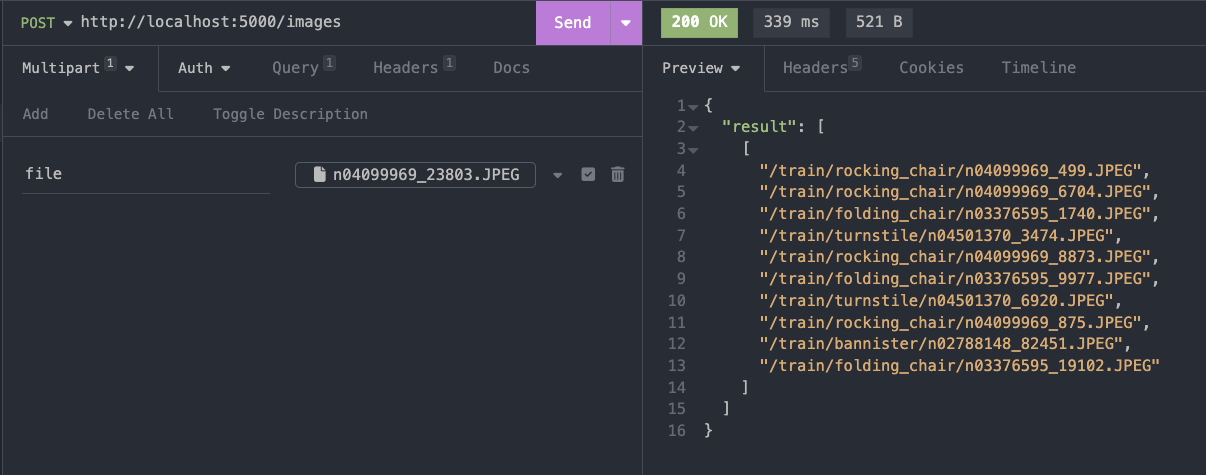 POST http://localhost:5000/images Send 200 OK 339 ms 521 B
Multipart 1 Auth Query 1 Headers 1 Docs
Preview Headers 5 Cookies Timeline
Add Delete All Toggle Description
file n04099969_23803.JPEG
1 {
2 "result": [
3 [
4 "/train/rocking_chair/n04099969_499.JPEG",
5 "/train/rocking_chair/n04099969_6704.JPEG",
6 "/train/folding_chair/n03376595_1740.JPEG",
7 "/train/turnstile/n04501370_3474.JPEG",
8 "/train/rocking_chair/n04099969_8873.JPEG",
9 "/train/folding_chair/n03376595_9977.JPEG",
10 "/train/turnstile/n04501370_6920.JPEG",
11 "/train/rocking_chair/n04099969_875.JPEG",
12 "/train/bannister/n02788148_82451.JPEG",
13 "/train/folding_chair/n03376595_19102.JPEG"
14 ]
15 ]
16 }